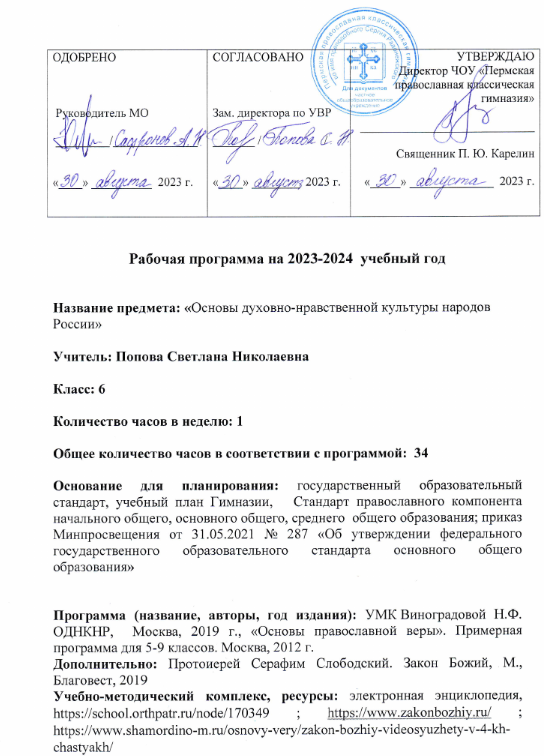 ОДОБРЕНО
Руководитель МО
/Сафронов А.И.
«30» августа 2023 г.
СОГЛАСОВАНО
Зам. директора по УВР
/Попова С. Н.
«30» августа 2023 г.
УТВЕРЖДАЮ
Директор ЧОУ «Пермская
православная классическая
гимназия»
Священник П. Ю. Карелин
«30» августа 2023 г.
Для документов
Рабочая программа на 2023-2024 учебный год
Название предмета: «Основы духовно-нравственной культуры народов
России»
Учитель: Попова Светлана Николаевна
Класс: 6
Количество часов в неделю: 1
Общее количество часов в соответствии с программой: 34
Основание для планирования: государственный образовательный
стандарт, учебный план Гимназии, Стандарт православного компонента
начального общего, основного общего, среднего общего образования; приказ
Минпросвещения от 31.05.2021 № 287 «Об утверждении федерального
государственного образовательного стандарта основного общего
образования»
Программа (название, авторы, год издания): УМК Виноградовой Н.Ф.
ОДНКНР, Москва, 2019 г., «Основы православной веры». Примерная
программа для 5-9 классов. Москва, 2012 г.
Дополнительно: Протоиерей Серафим Слободский. Закон Божий, М.,
Благовест, 2019
Учебно-методический комплекс, ресурсы: электронная энциклопедия,
https://school.orthpatr.ru/node/170349 ; https://www.zakonbozhiy.ru/ ;
https://www.shamordino-m.ru/osnovy-very/zakon-bozhiy-videosyuzhety-v-4-kh-
chastyakh/